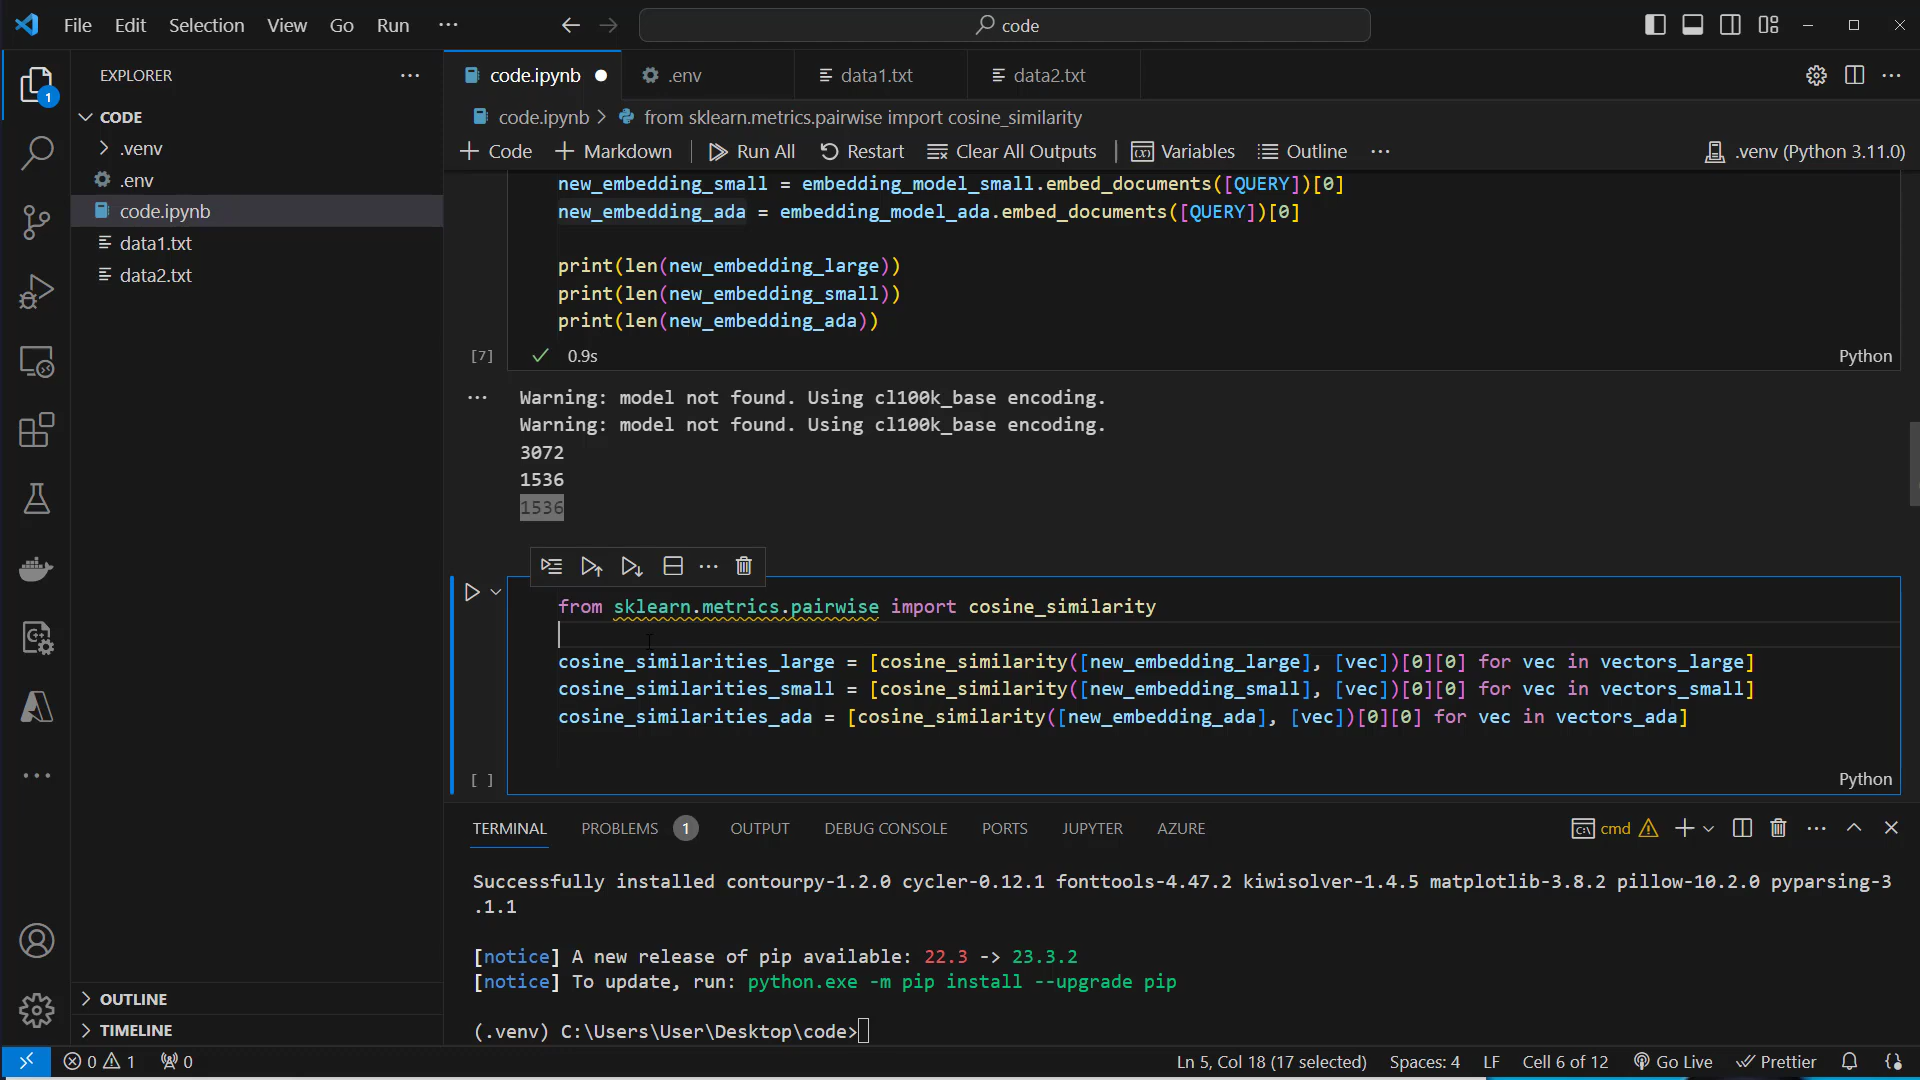 File Edit Selection View Go Run ··· code
EXPLORER
code.ipynb .env data1.txt data2.txt
1
CODE
.venv
.env
code.ipynb
data1.txt
data2.txt
code.ipynb > from sklearn.metrics.pairwise import cosine_similarity
+ Code + Markdown Run All Restart Clear All Outputs Variables Outline ··· .venv (Python 3.11.0)
new_embedding_small = embedding_model_small.embed_documents([QUERY])[0]
new_embedding_ada = embedding_model_ada.embed_documents([QUERY])[0]
print(len(new_embedding_large))
print(len(new_embedding_small))
print(len(new_embedding_ada))
[7] 0.9s Python
Warning: model not found. Using cl100k_base encoding.
Warning: model not found. Using cl100k_base encoding.
3072
1536
1536
from sklearn.metrics.pairwise import cosine_similarity
cosine_similarities_large = [cosine_similarity([new_embedding_large], [vec])[0][0] for vec in vectors_large]
cosine_similarities_small = [cosine_similarity([new_embedding_small], [vec])[0][0] for vec in vectors_small]
cosine_similarities_ada = [cosine_similarity([new_embedding_ada], [vec])[0][0] for vec in vectors_ada]
[ ] Python
TERMINAL PROBLEMS 1 OUTPUT DEBUG CONSOLE PORTS JUPYTER AZURE cmd
Successfully installed contourpy-1.2.0 cycler-0.12.1 fonttools-4.47.2 kiwisolver-1.4.5 matplotlib-3.8.2 pillow-10.2.0 pyparsing-3
.1.1
[notice] A new release of pip available: 22.3 -> 23.3.2
[notice] To update, run: python.exe -m pip install --upgrade pip
(.venv) C:\Users\User\Desktop\code>
OUTLINE
TIMELINE
0 1 0 Ln 5, Col 18 (17 selected) Spaces: 4 LF Cell 6 of 12 Go Live Prettier